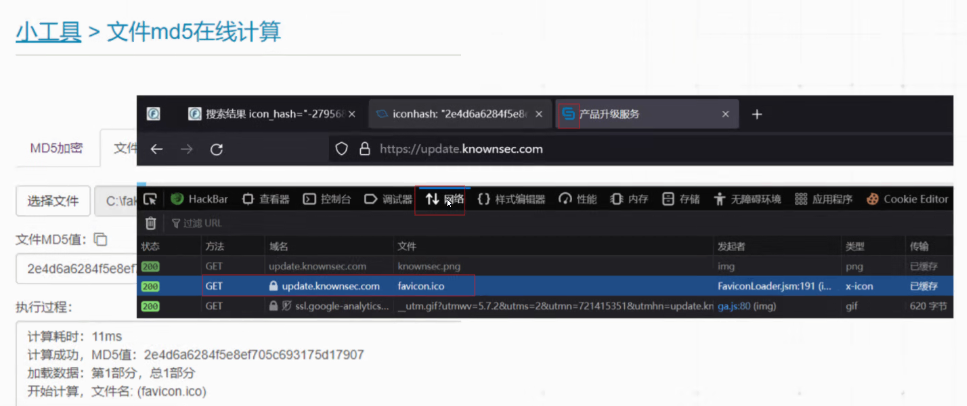 小工具 > 文件md5在线计算
搜索结果 icon_hash="-27956
iconhash: "2e4d6a6284f5e8
产品升级服务
MD5加密
文件
https://update.knownsec.com
选择文件
C:\fak
HackBar
查看器
控制台
调试器
网络
样式编辑器
性能
内存
存储
无障碍环境
应用程序
Cookie Editor
过滤 URL
文件MD5值:
状态 方法 域名 文件 发起者 类型 传输
200 GET update.knownsec.com knownsec.png img png 已缓存
2e4d6a6284f5e8ef
200 GET update.knownsec.com favicon.ico FaviconLoader.jsm:191 (i... x-icon 已缓存
200 GET ssl.google-analytics... __utm.gif?utmwv=5.7.2&utms=2&utmn=721415351&utmhn=update.kn ga.js:80 (img) gif 620 字节
执行过程:
计算耗时: 11ms
计算成功, MD5值: 2e4d6a6284f5e8ef705c693175d17907
加载数据: 第1部分, 总1部分
开始计算, 文件名: (favicon.ico)